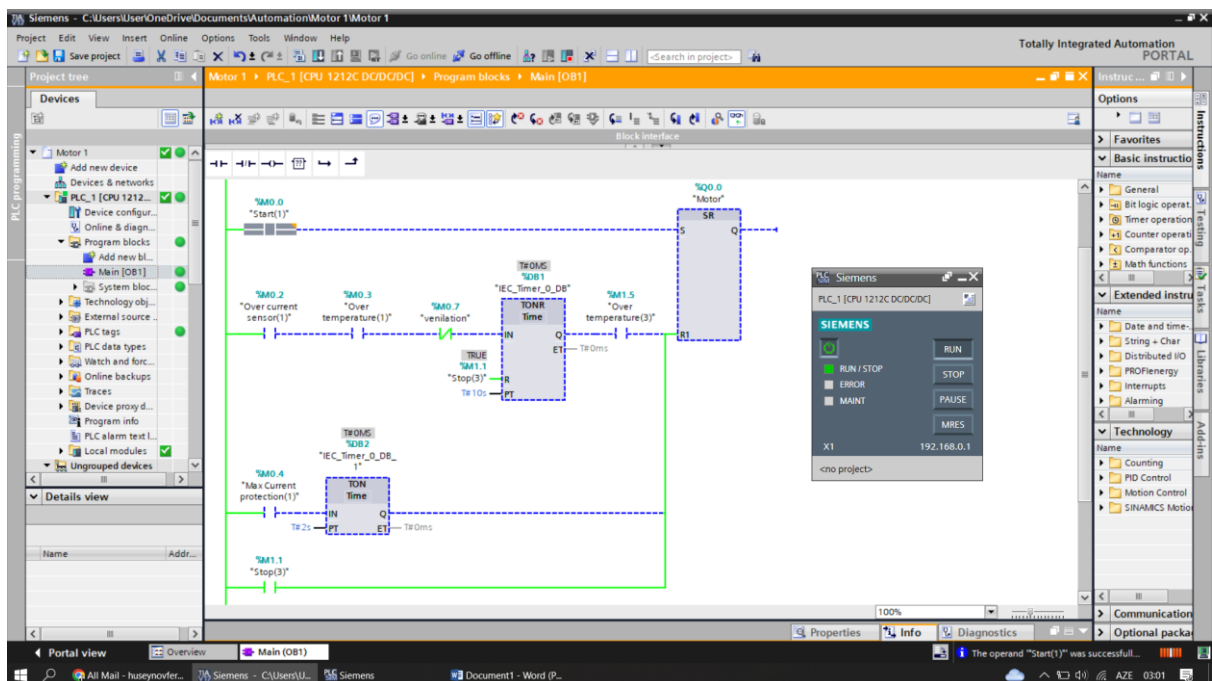 Siemens - C:\Users\User\OneDrive\Documents\Automation\Motor 1\Motor 1
Project Edit View Insert Online Options Tools Window Help
Totally Integrated Automation
PORTAL
Save project
Go online
Go offline
<Search in project>
Project tree
Motor 1 PLC_1 [CPU 1212C DC/DC/DC] Program blocks Main [OB1]
Instruc...
Devices
Options
PLC programming
Block interface
Motor 1
Add new device
Devices & networks
PLC_1 [CPU 1212...
Device configur...
Online & diagn...
Program blocks
Add new bl...
Main [OB1]
System bloc...
Technology obj...
External source ..
PLC tags
PLC data types
Watch and forc...
Online backups
Traces
Device proxy d...
Program info
PLC alarm text l...
Local modules
Ungrouped devices
Details view
Name Addr...
%M0.0
"Start(1)"
%Q0.0
"Motor"
SR
S Q
R1
%M0.2
"Over current
sensor(1)"
%M0.3
"Over
temperature(1)"
%M0.7
"venilation"
T#0MS
%DB1
"IEC_Timer_0_DB"
TONR
Time
IN Q
ET T#0ms
TRUE
%M1.1
"Stop(3)" R
T#10s PT
%M1.5
"Over
temperature(3)"
%M0.4
"Max Current
protection(1)"
T#0MS
%DB2
"IEC_Timer_0_DB_
1"
TON
Time
IN Q
T#2s PT ET T#0ms
%M1.1
"Stop(3)"
Siemens
PLC_1 [CPU 1212C DC/DC/DC]
SIEMENS
RUN
RUN / STOP
STOP
ERROR
MAINT
PAUSE
MRES
X1 192.168.0.1
<no project>
Favorites
Basic instructio
Name
General
Bit logic operat.
Timer operation
Counter operati
Comparator op.
Math functions
Extended instru
Name
Date and time-..
String + Char
Distributed I/O
PROFIenergy
Interrupts
Alarming
Technology
Name
Counting
PID Control
Motion Control
SINAMICS Motio
Communication
Optional packa
Instructions
Testing
Tasks
Libraries
Add-ins
100%
Properties
Info
Diagnostics
Portal view
Overview
Main (OB1)
The operand '"Start(1)"' was successfull...
All Mail - huseynovfer...
Siemens - C:\Users\U...
Siemens
Document1 - Word (P...
AZE 03:01